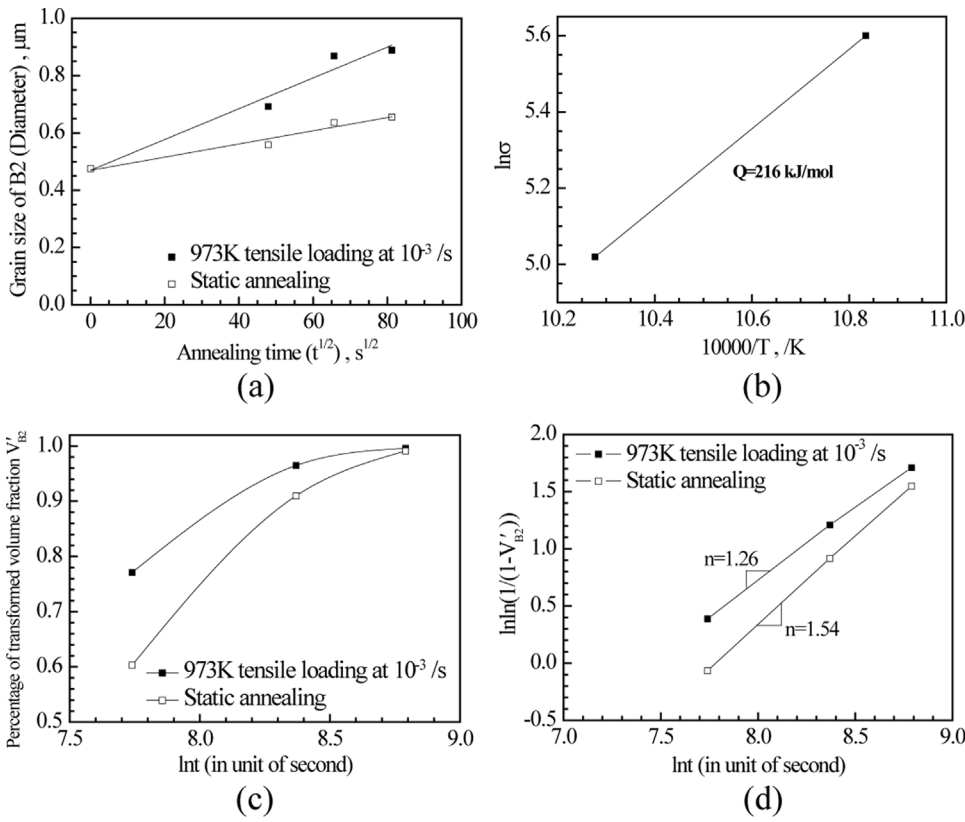 1.0
0.8
0.6
0.4
0.2
0.0
Grain size of B2 (Diameter) , μm
973K tensile loading at 10⁻³ /s
Static annealing
0 20 40 60 80 100
Annealing time (t^1/2) , s^1/2
(a)
5.6
5.4
5.2
5.0
lnσ
Q=216 kJ/mol
10.2 10.4 10.6 10.8 11.0
10000/T , /K
(b)
1.0
0.9
0.8
0.7
0.6
0.5
Percentage of transformed volume fraction V′_B2
973K tensile loading at 10⁻³ /s
Static annealing
7.5 8.0 8.5 9.0
lnt (in unit of second)
(c)
2.0
1.5
1.0
0.5
0.0
-0.5
lnln(1/(1-V′_B2))
973K tensile loading at 10⁻³ /s
Static annealing
n=1.26
n=1.54
7.0 7.5 8.0 8.5 9.0
lnt (in unit of second)
(d)